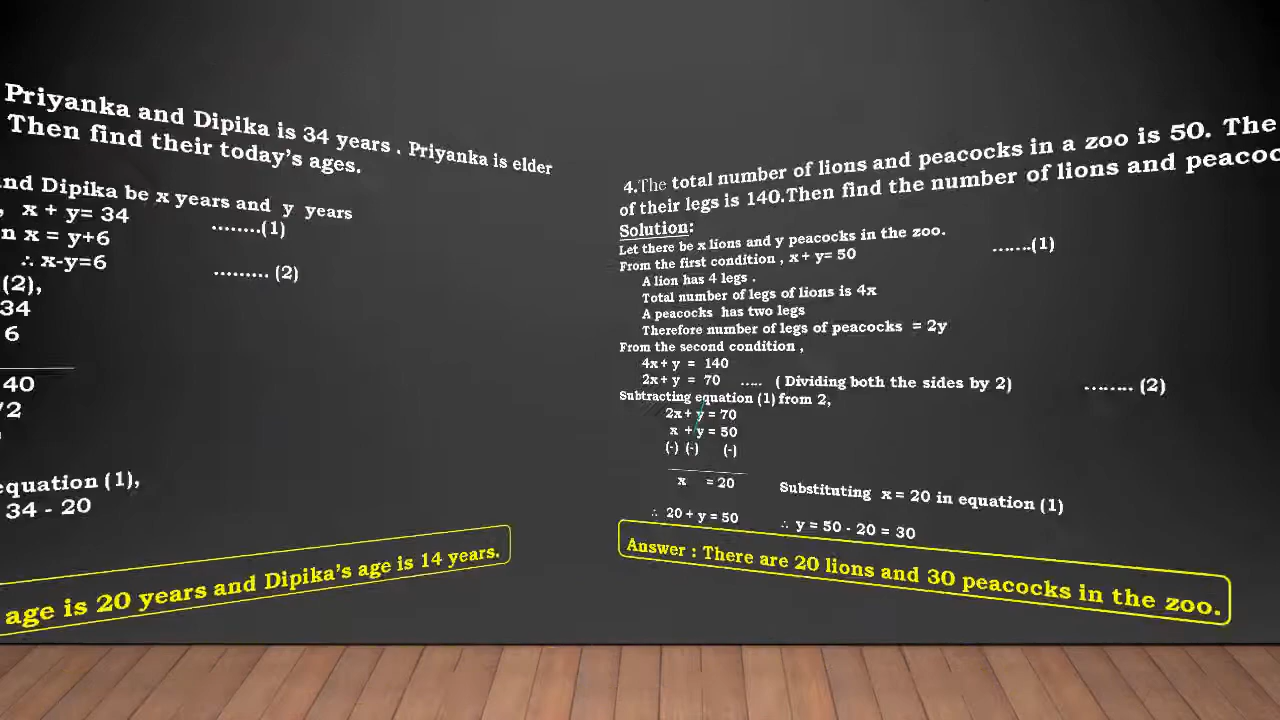 Priyanka and Dipika is 34 years . Priyanka is elder
Then find their today's ages.
nd Dipika be x years and y years
, x + y= 34 ........(1)
n x = y+6
∴ x-y=6 ......... (2)
(2),
34
6
40
/2
equation (1),
34 - 20
age is 20 years and Dipika's age is 14 years.
4.The total number of lions and peacocks in a zoo is 50. The
of their legs is 140.Then find the number of lions and peacoc
Solution:
Let there be x lions and y peacocks in the zoo.
From the first condition , x + y= 50 .......(1)
A lion has 4 legs .
Total number of legs of lions is 4x
A peacocks has two legs
Therefore number of legs of peacocks = 2y
From the second condition ,
4x+ y = 140
2x+ y = 70 ..... ( Dividing both the sides by 2) ........ (2)
Subtracting equation (1) from 2,
2x+ y = 70
x + y = 50
(-) (-) (-)
x = 20 Substituting x = 20 in equation (1)
∴ 20 + y = 50 ∴ y = 50 - 20 = 30
Answer : There are 20 lions and 30 peacocks in the zoo.